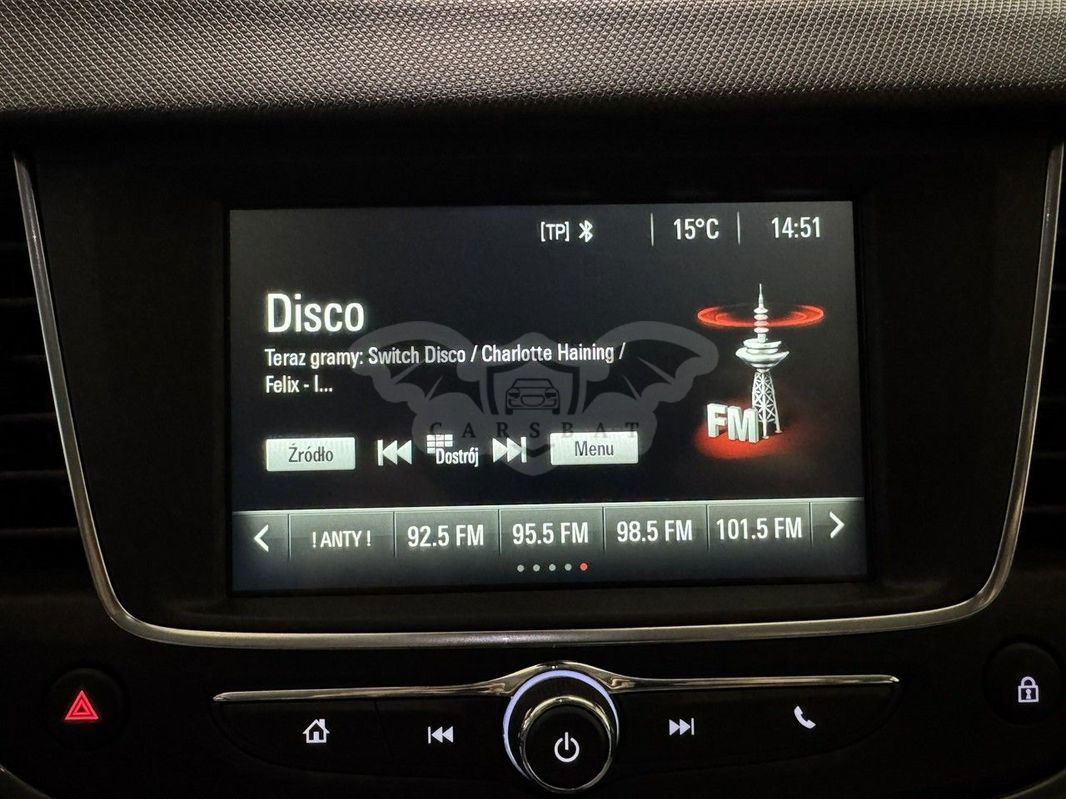 [TP] 15°C 14:51
Disco
Teraz gramy: Switch Disco / Charlotte Haining /
Felix - I...
FM
CARSBAT
Źródło Dostrój Menu
! ANTY ! 92.5 FM 95.5 FM 98.5 FM 101.5 FM